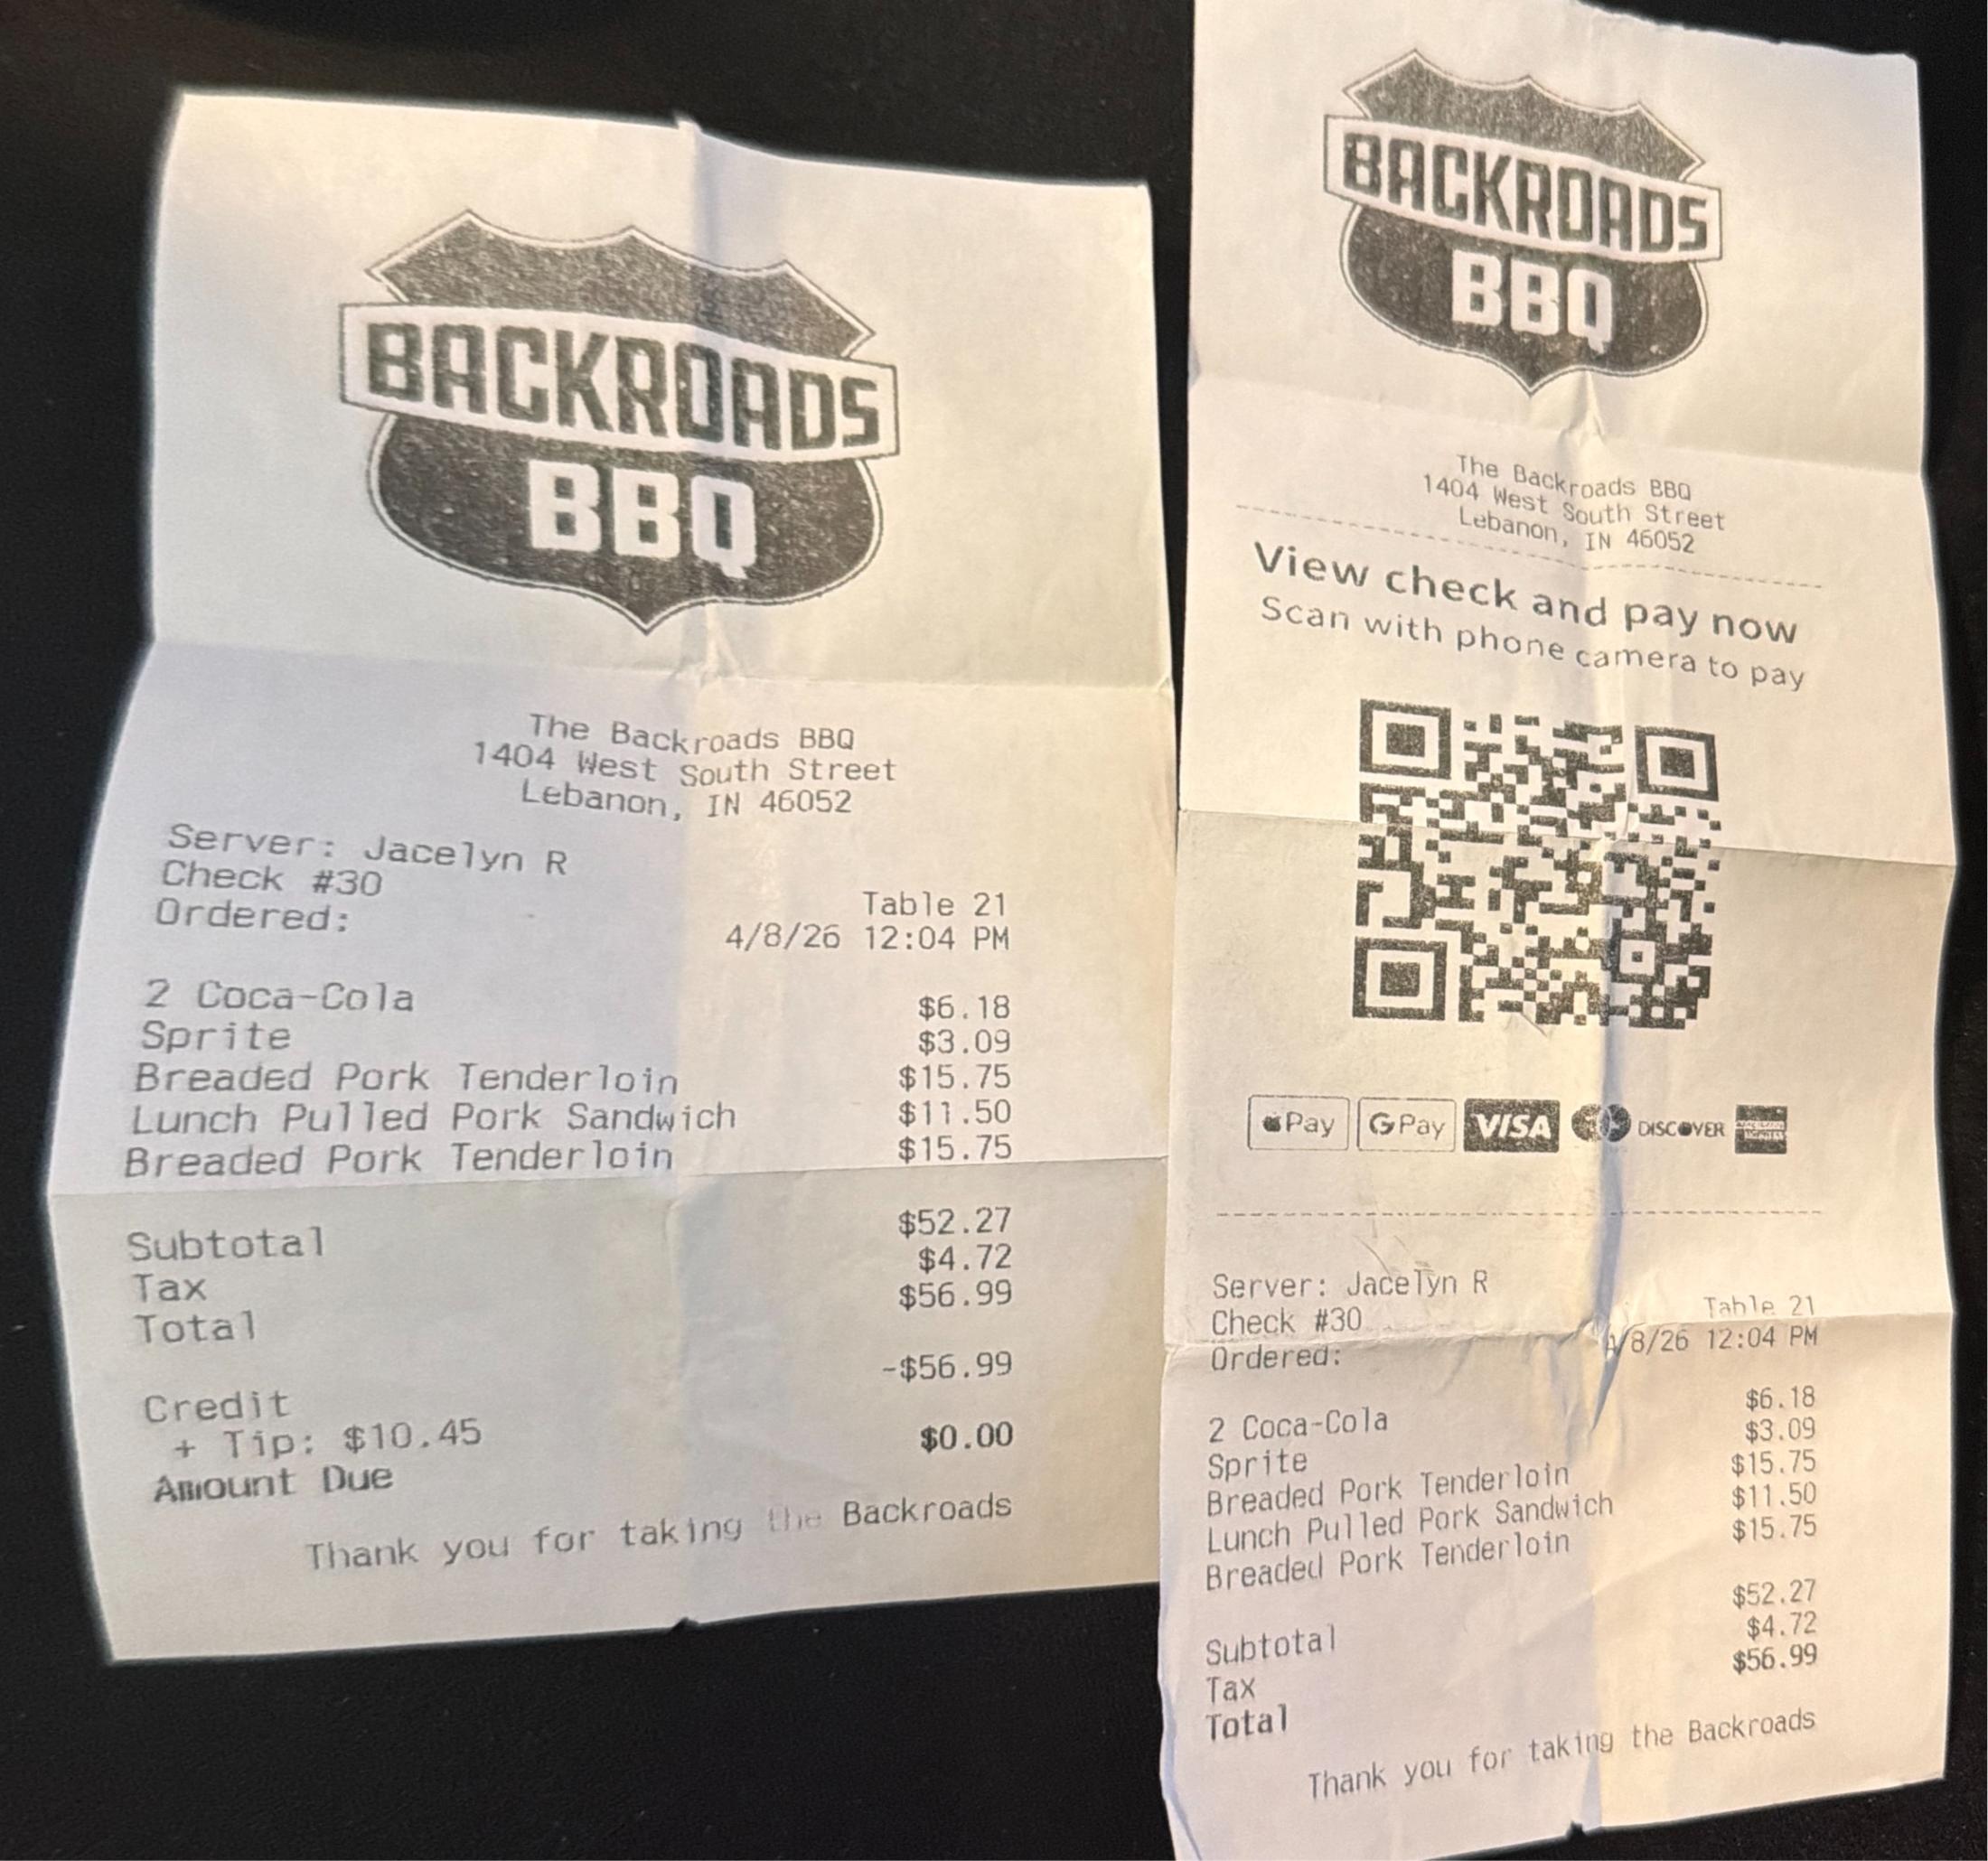 BACKROADS
BBQ
The Backroads BBQ
1404 West South Street
Lebanon, IN 46052
Server: Jacelyn R
Check #30 Table 21
Ordered: 4/8/26 12:04 PM
2 Coca-Cola $6.18
Sprite $3.09
Breaded Pork Tenderloin $15.75
Lunch Pulled Pork Sandwich $11.50
Breaded Pork Tenderloin $15.75
Subtotal $52.27
Tax $4.72
Total $56.99
Credit -$56.99
+ Tip: $10.45
Amount Due $0.00
Thank you for taking the Backroads
BACKROADS
BBQ
The Backroads BBQ
1404 West South Street
Lebanon, IN 46052
View check and pay now
Scan with phone camera to pay
Pay G Pay VISA DISCOVER
Server: Jacelyn R
Check #30 Table 21
Ordered: 4/8/26 12:04 PM
2 Coca-Cola $6.18
Sprite $3.09
Breaded Pork Tenderloin $15.75
Lunch Pulled Pork Sandwich $11.50
Breaded Pork Tenderloin $15.75
Subtotal $52.27
Tax $4.72
Total $56.99
Thank you for taking the Backroads